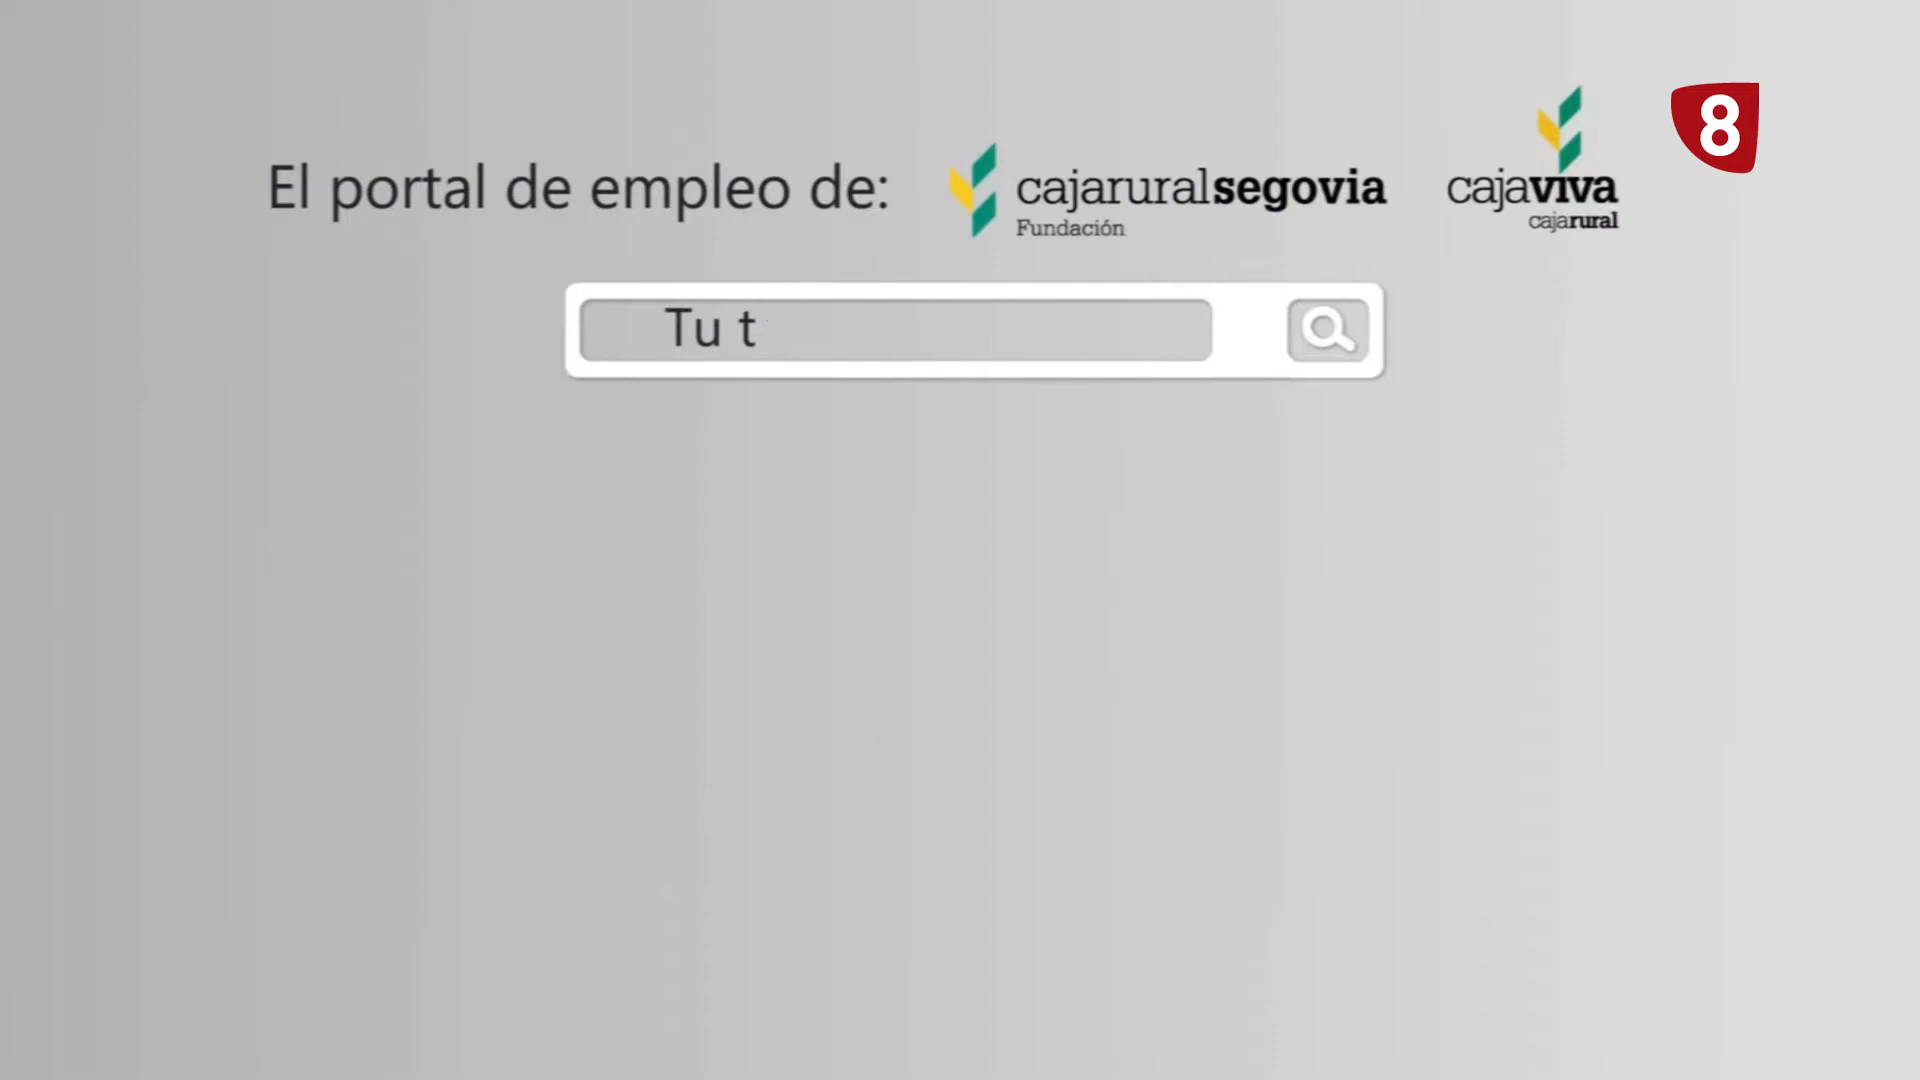 El portal de empleo de:
cajaruralsegovia
Fundación
cajaviva
cajarural
8
Tu t